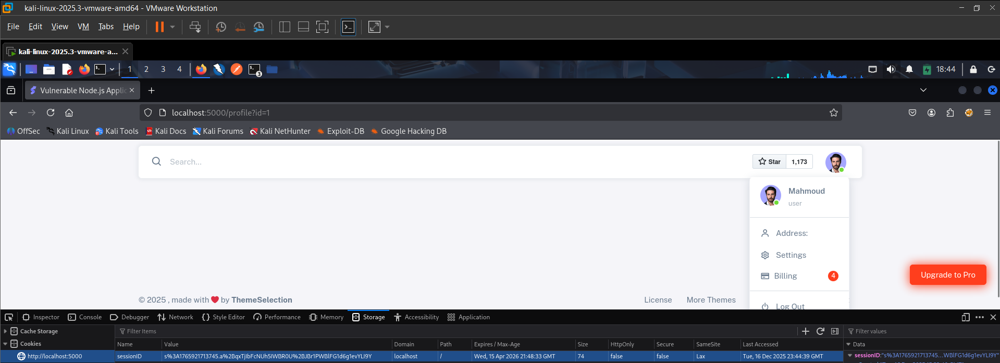 kali-linux-2025.3-vmware-amd64 - VMware Workstation
File Edit View VM Tabs Help
kali-linux-2025.3-vmware-a...
1 2 3 4 3 18:44
Vulnerable Node.js Applic
localhost:5000/profile?id=1
OffSec Kali Linux Kali Tools Kali Docs Kali Forums Kali NetHunter Exploit-DB Google Hacking DB
Search... Star 1,173
Mahmoud
user
Address:
Settings
Billing 4
Upgrade to Pro
© 2025 , made with ❤ by ThemeSelection License More Themes
Log Out
Inspector Console Debugger Network Style Editor Performance Memory Storage Accessibility Application
Cache Storage Filter Items Filter values
Cookies Name Value Domain Path Expires / Max-Age Size HttpOnly Secure SameSite Last Accessed Data
http://localhost:5000 sessionID s%3A1765921713745.a%2BqxTjIbFcNUh5IWBR0U%2BJBr1PWBlFG1d6g1evYLI9Y localhost / Wed, 15 Apr 2026 21:48:33 GMT 74 false false Lax Tue, 16 Dec 2025 23:44:39 GMT sessionID:"s%3A1765921713745...WBlFG1d6g1evYLI9Y"